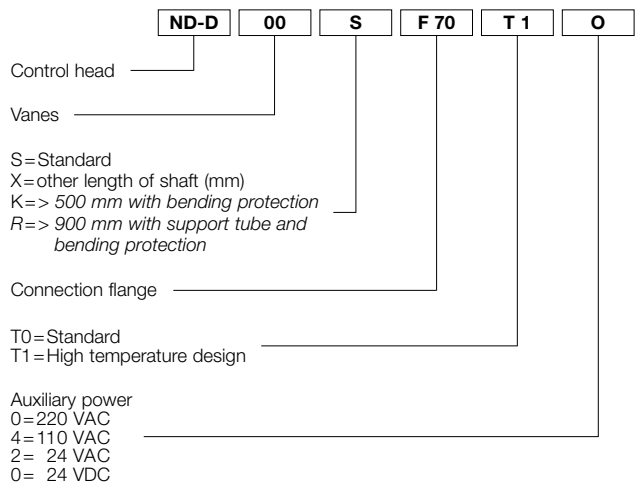 ND-D 00 S F 70 T 1 O
Control head
Vanes
S=Standard
X=other length of shaft (mm)
K=> 500 mm with bending protection
R=> 900 mm with support tube and
bending protection
Connection flange
T0=Standard
T1=High temperature design
Auxiliary power
0=220 VAC
4=110 VAC
2= 24 VAC
0= 24 VDC